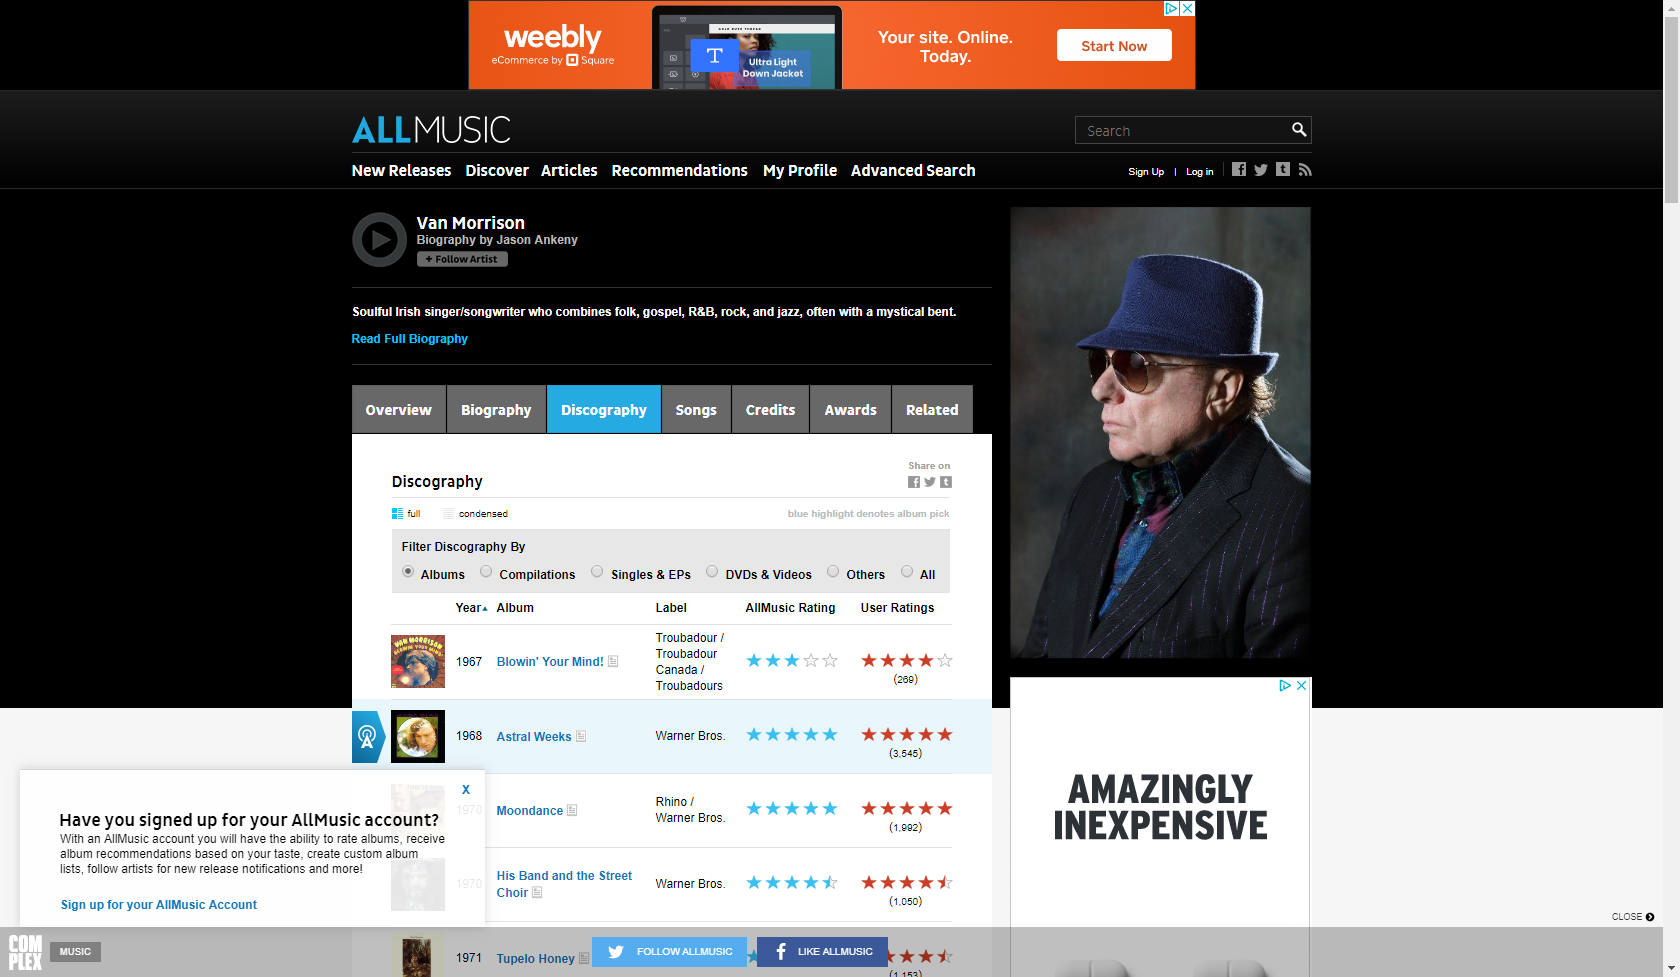 weebly
eCommerce by Square
Ultra Light
Down Jacket
Your site. Online.
Today.
Start Now
ALLMUSIC
Search
New Releases Discover Articles Recommendations My Profile Advanced Search
Sign Up | Log in
Van Morrison
Biography by Jason Ankeny
+ Follow Artist
Soulful Irish singer/songwriter who combines folk, gospel, R&B, rock, and jazz, often with a mystical bent.
Read Full Biography
Overview Biography Discography Songs Credits Awards Related
Share on
Discography
full condensed blue highlight denotes album pick
Filter Discography By
Albums Compilations Singles & EPs DVDs & Videos Others All
Year Album Label AllMusic Rating User Ratings
VAN MORRISON
BLOWIN' YOUR MIND!
1967 Blowin' Your Mind!
Troubadour /
Troubadour
Canada /
Troubadours
(269)
1968 Astral Weeks Warner Bros.
(3,545)
1970 Moondance
Rhino /
Warner Bros.
(1,992)
1970 His Band and the Street
Choir
Warner Bros.
(1,050)
1971 Tupelo Honey
(1,153)
X
Have you signed up for your AllMusic account?
With an AllMusic account you will have the ability to rate albums, receive
album recommendations based on your taste, create custom album
lists, follow artists for new release notifications and more!
Sign up for your AllMusic Account
AMAZINGLY
INEXPENSIVE
CLOSE
COM
PLEX
MUSIC
FOLLOW ALLMUSIC
LIKE ALLMUSIC